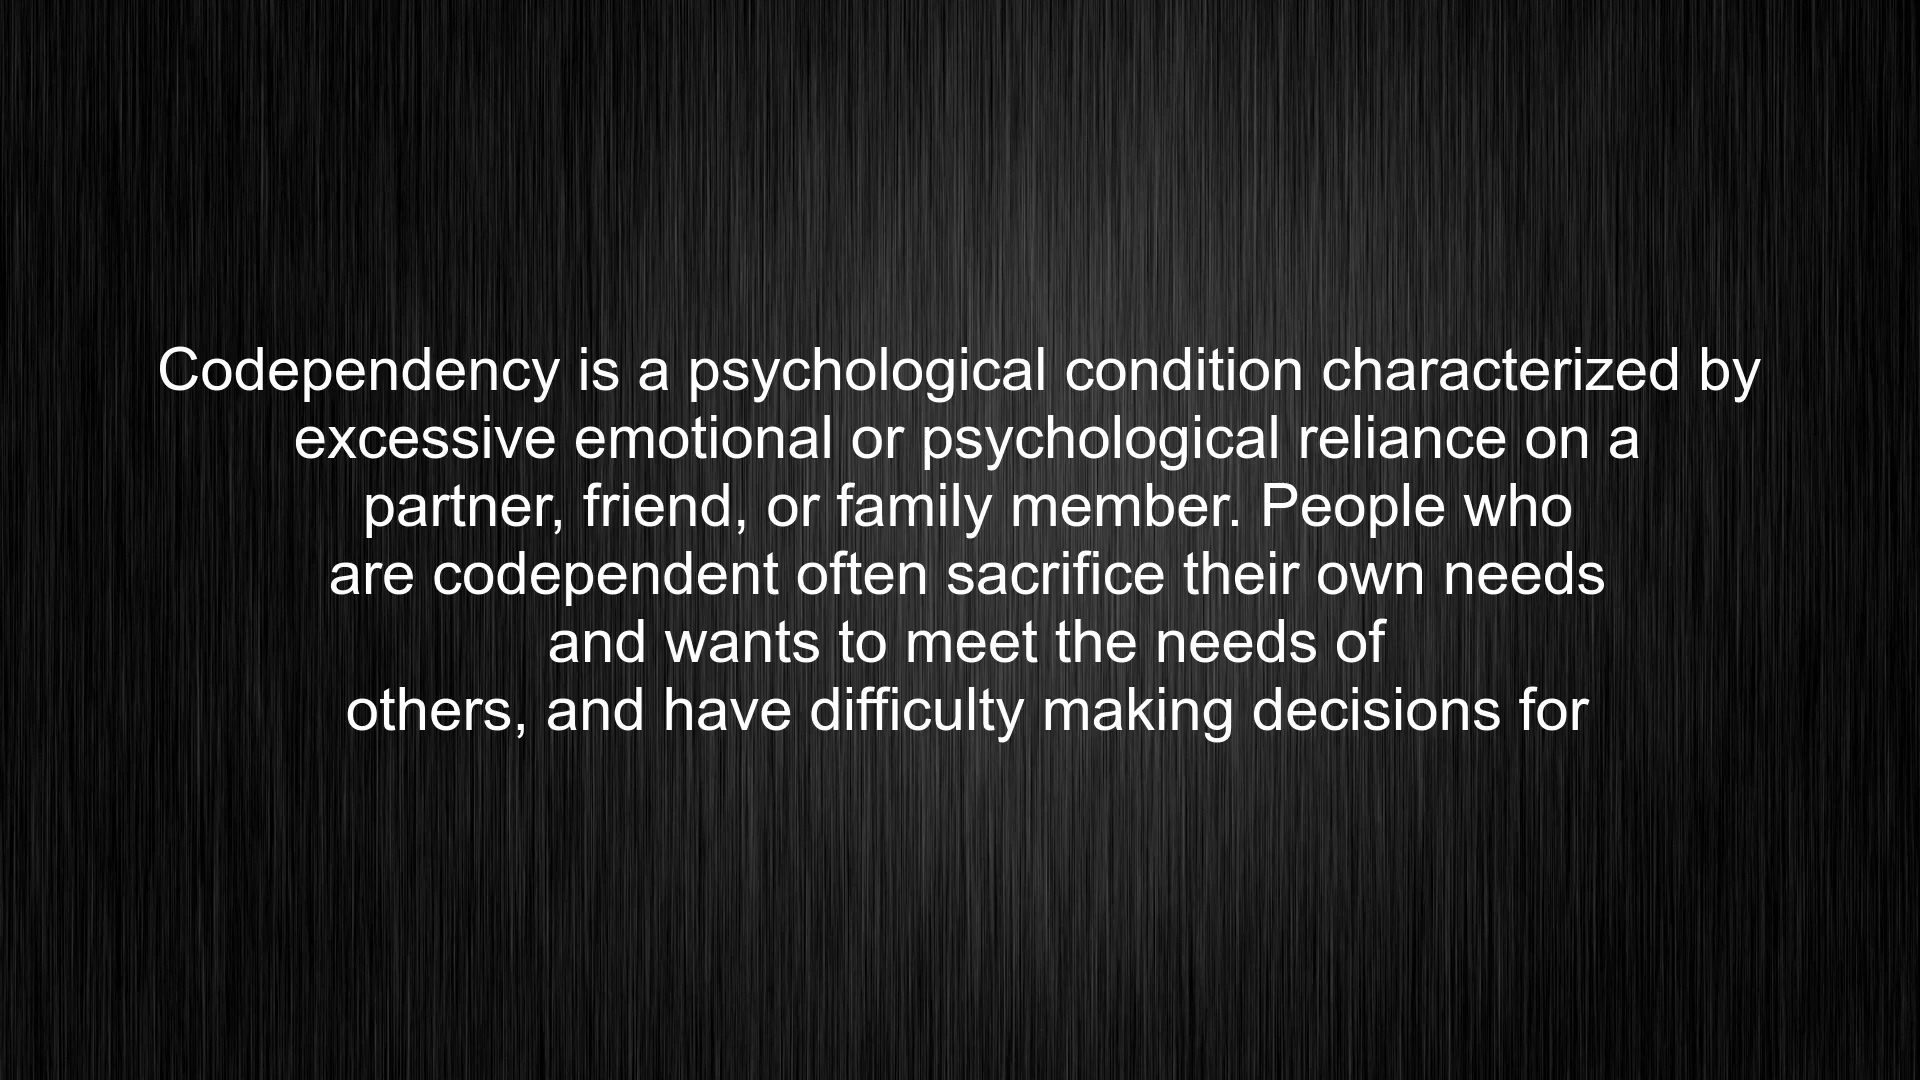 Codependency is a psychological condition characterized by
excessive emotional or psychological reliance on a
partner, friend, or family member. People who
are codependent often sacrifice their own needs
and wants to meet the needs of
others, and have difficulty making decisions for